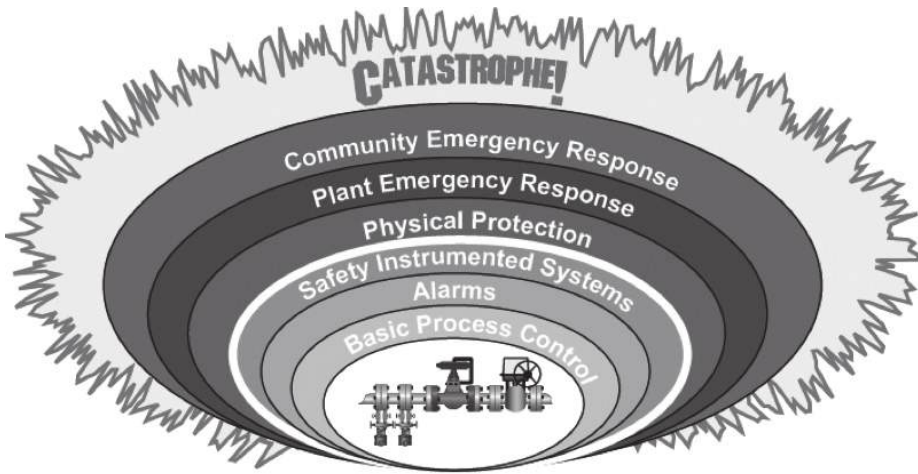 CATASTROPHE!
Community Emergency Response
Plant Emergency Response
Physical Protection
Safety Instrumented Systems
Alarms
Basic Process Control